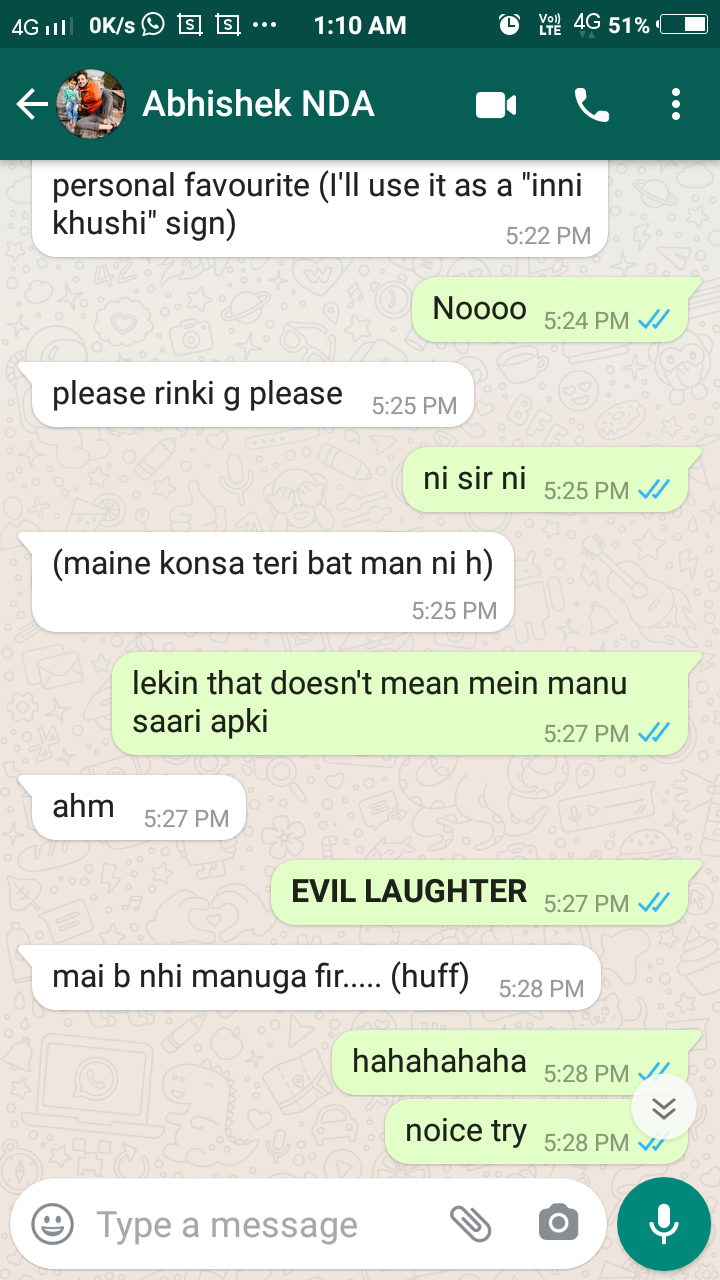 4G 0K/s S S ... 1:10 AM Vo)) LTE 4G 51%
Abhishek NDA
personal favourite (I'll use it as a "inni
khushi" sign)
5:22 PM
Noooo 5:24 PM
please rinki g please 5:25 PM
ni sir ni 5:25 PM
(maine konsa teri bat man ni h)
5:25 PM
lekin that doesn't mean mein manu
saari apki
5:27 PM
ahm 5:27 PM
EVIL LAUGHTER 5:27 PM
mai b nhi manuga fir..... (huff) 5:28 PM
hahahahaha 5:28 PM
noice try 5:28 PM
Type a message